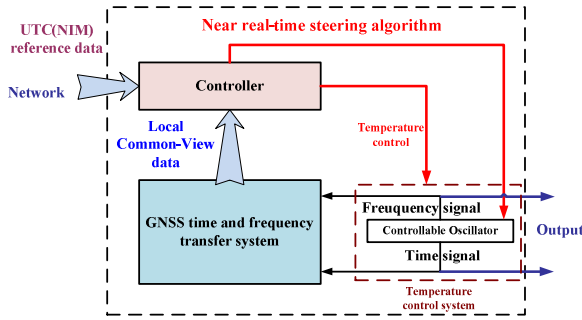 UTC(NIM)
reference data
Near real-time steering algorithm
Network
Controller
Local
Common-View
data
Temperature
control
GNSS time and frequency
transfer system
Freuquency signal
Controllable Oscillator
Time signal
Output
Temperature
control system